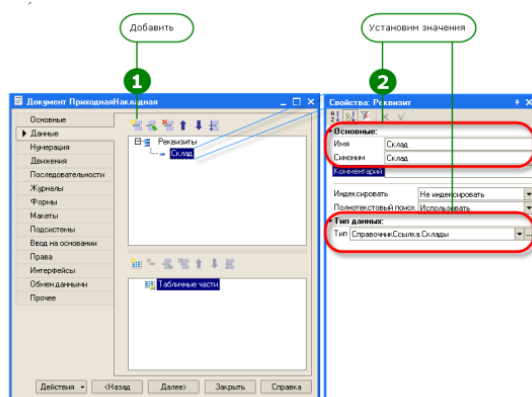 Добавить
Установим значения
1
2
Документ ПриходнаяНакладная
Основные
Данные
Нумерация
Движения
Последовательности
Журналы
Формы
Макеты
Подсистемы
Ввод на основании
Права
Интерфейсы
Обмен данными
Прочее
Реквизиты
Склад
Табличные части
Действия
<Назад
Далее>
Закрыть
Справка
Свойства: Реквизит
Основные:
Имя Склад
Синоним Склад
Комментарий
Индексировать Не индексировать
Полнотекстовый поиск Использовать
Тип данных:
Тип СправочникСсылка.Склады